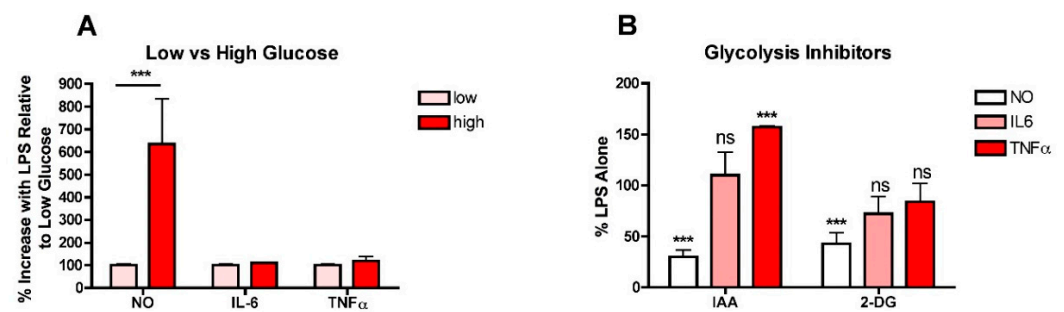 A
Low vs High Glucose
% Increase with LPS Relative
to Low Glucose
900
800
700
600
500
400
300
200
100
0
***
NO
IL-6
TNFα
low
high
B
Glycolysis Inhibitors
% LPS Alone
200
150
100
50
0
***
ns
***
***
ns
ns
IAA
2-DG
NO
IL6
TNFα